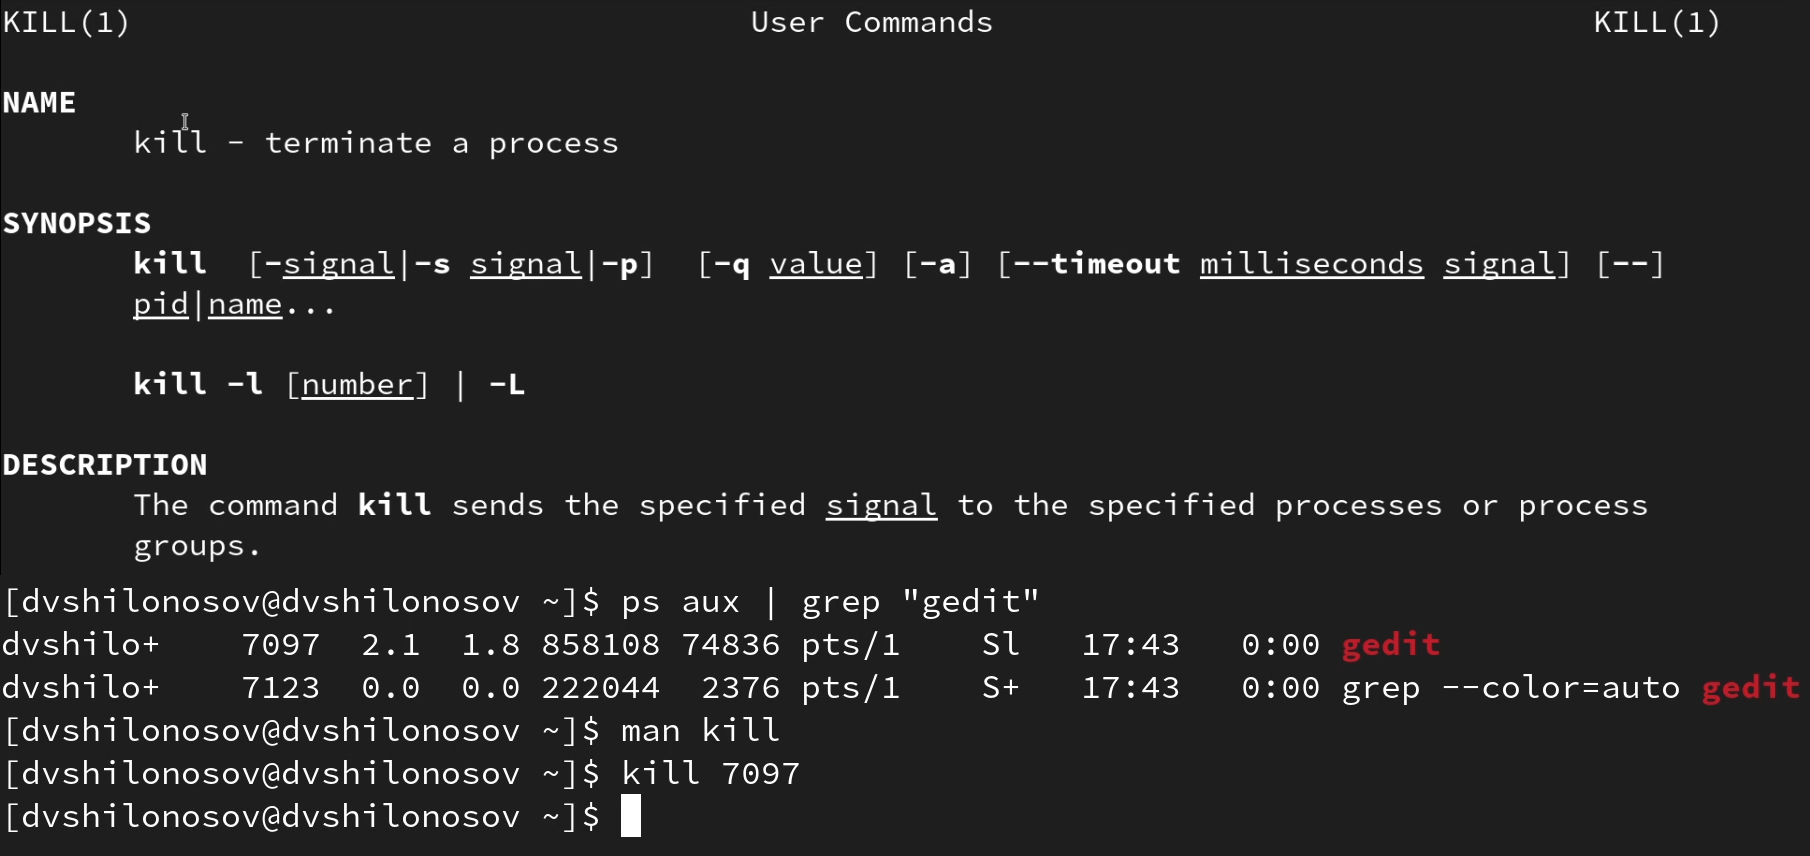 KILL(1) User Commands KILL(1)
NAME
kill - terminate a process
SYNOPSIS
kill [-signal|-s signal|-p] [-q value] [-a] [--timeout milliseconds signal] [--]
pid|name...
kill -l [number] | -L
DESCRIPTION
The command kill sends the specified signal to the specified processes or process
groups.
[dvshilonosov@dvshilonosov ~]$ ps aux | grep "gedit"
dvshilo+ 7097 2.1 1.8 858108 74836 pts/1 Sl 17:43 0:00 gedit
dvshilo+ 7123 0.0 0.0 222044 2376 pts/1 S+ 17:43 0:00 grep --color=auto gedit
[dvshilonosov@dvshilonosov ~]$ man kill
[dvshilonosov@dvshilonosov ~]$ kill 7097
[dvshilonosov@dvshilonosov ~]$